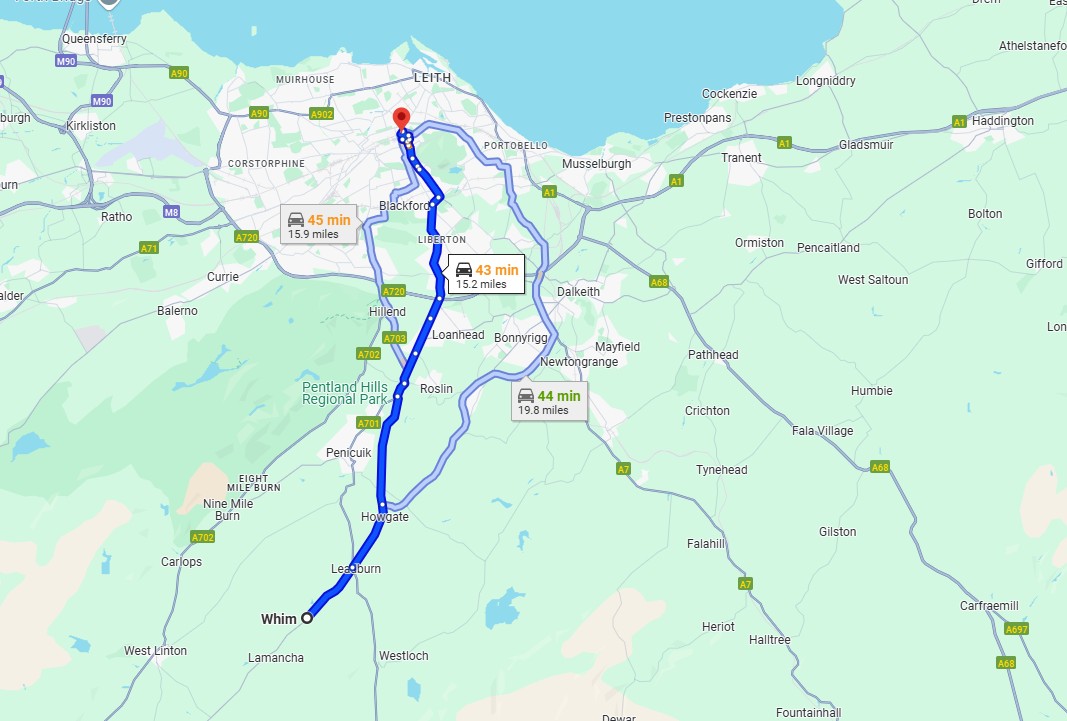 Queensferry
M90
A90
MUIRHOUSE
LEITH
Drem
Athelstanefo
Longniddry
Cockenzie
M90
A90
A902
Prestonpans
A1
Haddington
burgh
Kirkliston
PORTOBELLO
A1
Gladsmuir
CORSTORPHINE
Musselburgh
Tranent
A1
A1
Blackford
M8
Ratho
45 min
15.9 miles
Bolton
A720
A71
LIBERTON
Ormiston
Pencaitland
43 min
15.2 miles
Gifford
Currie
A68
West Saltoun
A720
Dalkeith
alder
Balerno
Hillend
A703
Loanhead
Bonnyrigg
Mayfield
A702
Newtongrange
Pathhead
Pentland Hills
Regional Park
Roslin
44 min
19.8 miles
Humbie
Crichton
A701
Fala Village
Penicuik
A68
A7
Tynehead
EIGHT
MILE BURN
Nine Mile
Burn
Howgate
A702
Gilston
Falahill
Carlops
Leadburn
A7
Carfraemill
Whim
Heriot
A697
Halltree
West Linton
Lamancha
Westloch
A68
Fountainhall
Dewar